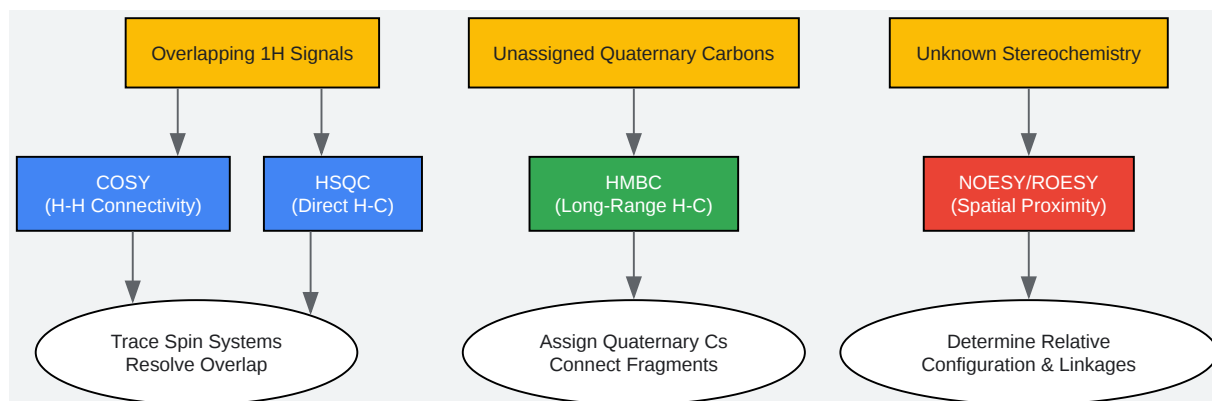 Overlapping 1H Signals
Unassigned Quaternary Carbons
Unknown Stereochemistry
COSY
(H-H Connectivity)
HSQC
(Direct H-C)
HMBC
(Long-Range H-C)
NOESY/ROESY
(Spatial Proximity)
Trace Spin Systems
Resolve Overlap
Assign Quaternary Cs
Connect Fragments
Determine Relative
Configuration & Linkages